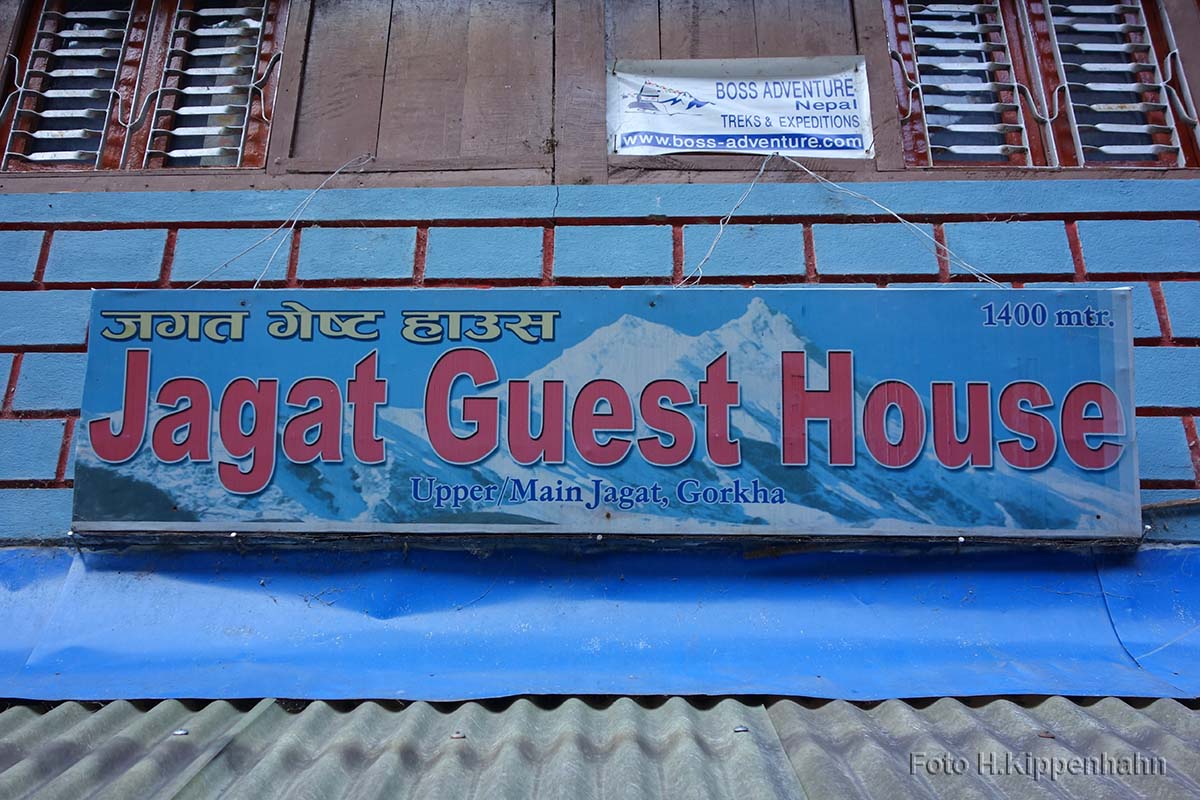 BOSS ADVENTURE
Nepal
TREKS & EXPEDITIONS
www.boss-adventure.com
जगत गेष्ट हाउस
1400 mtr.
Jagat Guest House
Upper/Main Jagat, Gorkha
Foto H.kippenhahn